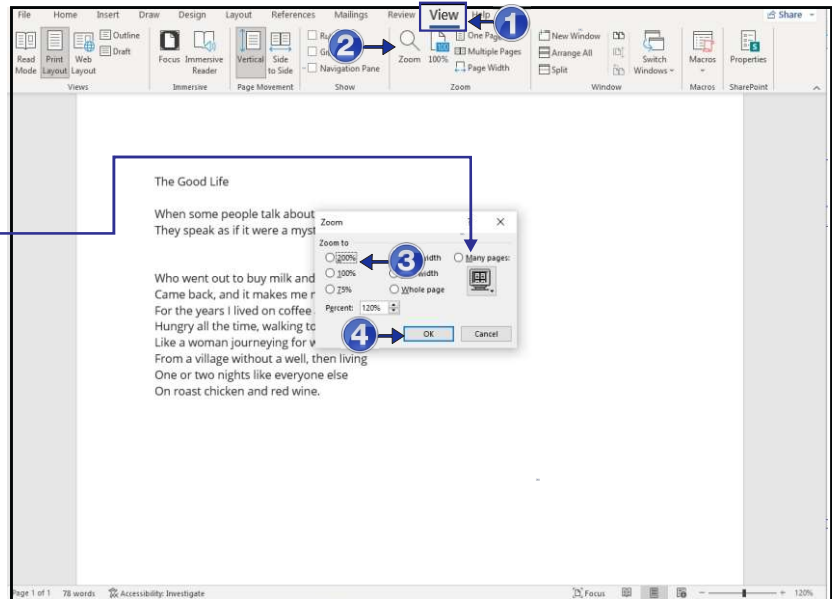 File Home Insert Draw Design Layout References Mailings Review View Help Share
1
2
3
4
Read Mode
Print Layout
Web Layout
Outline
Draft
Views
Focus
Immersive Reader
Immersive
Vertical
Side to Side
Page Movement
Navigation Pane
Show
Zoom
100%
100
One Page
Multiple Pages
Page Width
Zoom
New Window
Arrange All
Split
Switch Windows
Window
Macros
Macros
Properties
SharePoint
The Good Life
When some people talk about
They speak as if it were a
Who went out to buy milk and
Came back, and it makes me
For the years I lived on coffee
Hungry all the time, walking to
Like a woman journeying for
From a village without a well, then living
One or two nights like everyone else
On roast chicken and red wine.
Zoom ? ×
Zoom to
200% Many pages:
100%
75% Whole page
Percent: 120%
OK Cancel
Page 1 of 1 78 words Accessibility: Investigate Focus 120%